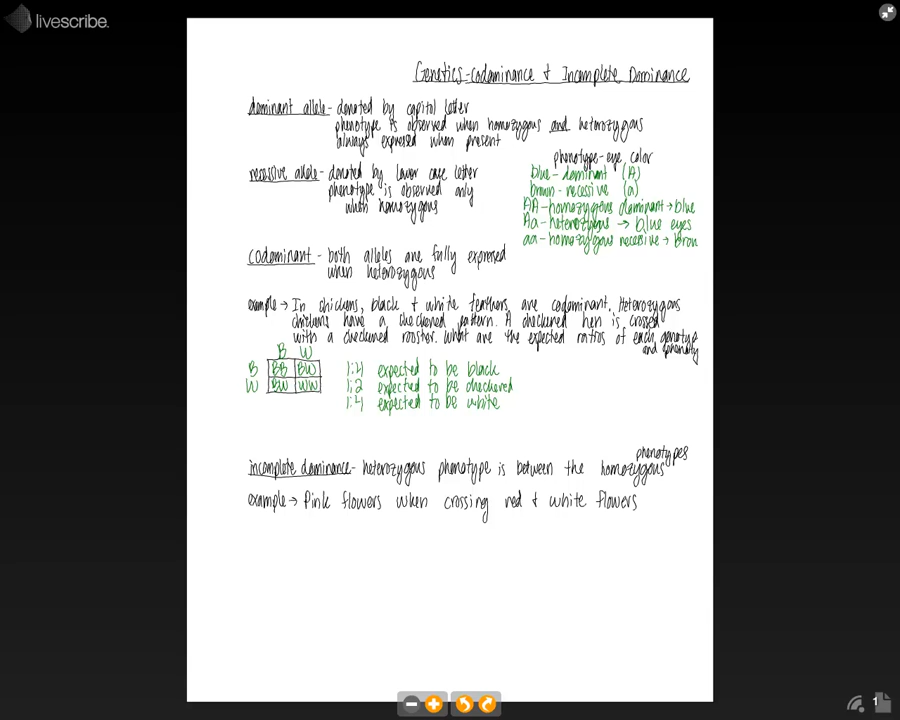 livescribe.
Genetics-codaminance + Incomplete Dominance
dominant allele - denoted by capitol letter
phenotype is observed when homozygous and heterozygous
always expressed when present
phenotype-eye color
blue-dominant (A)
brown-recessive (a)
AA-homozygous dominant→blue
Aa-heterozygous → blue eyes
aa-homozygous recessive → bron
recessive allele - denoted by lower case letter
phenotype is observed only
when homozygous
codominant - both alleles are fully expressed
when heterozygous
example → In chickens, black + white feathers are codominant. Heterozygous
chickens have a checkered pattern. A checkered hen is crossed
with a checkered rooster. What are the expected ratios of each genotype
and phenotype
B W
B BB BW
W BW WW
1:4 expected to be black
1:2 expected to be checkered
1:4 expected to be white
phenotypes
incomplete dominance - heterozygous phenotype is between the homozygous
example → Pink flowers when crossing red + white flowers
1